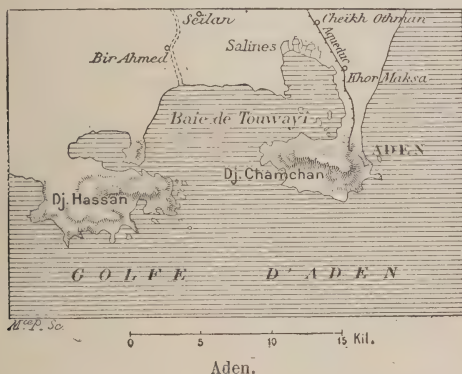 Seilan
Cheikh Othman
Bir Ahmed
Salines
Aqueduc
Khor Maksa
Baie de Touwayi
ADEN
Dj. Chamchan
Dj. Hassan
GOLFE D'ADEN
0 5 10 15 Kil.
Aden.